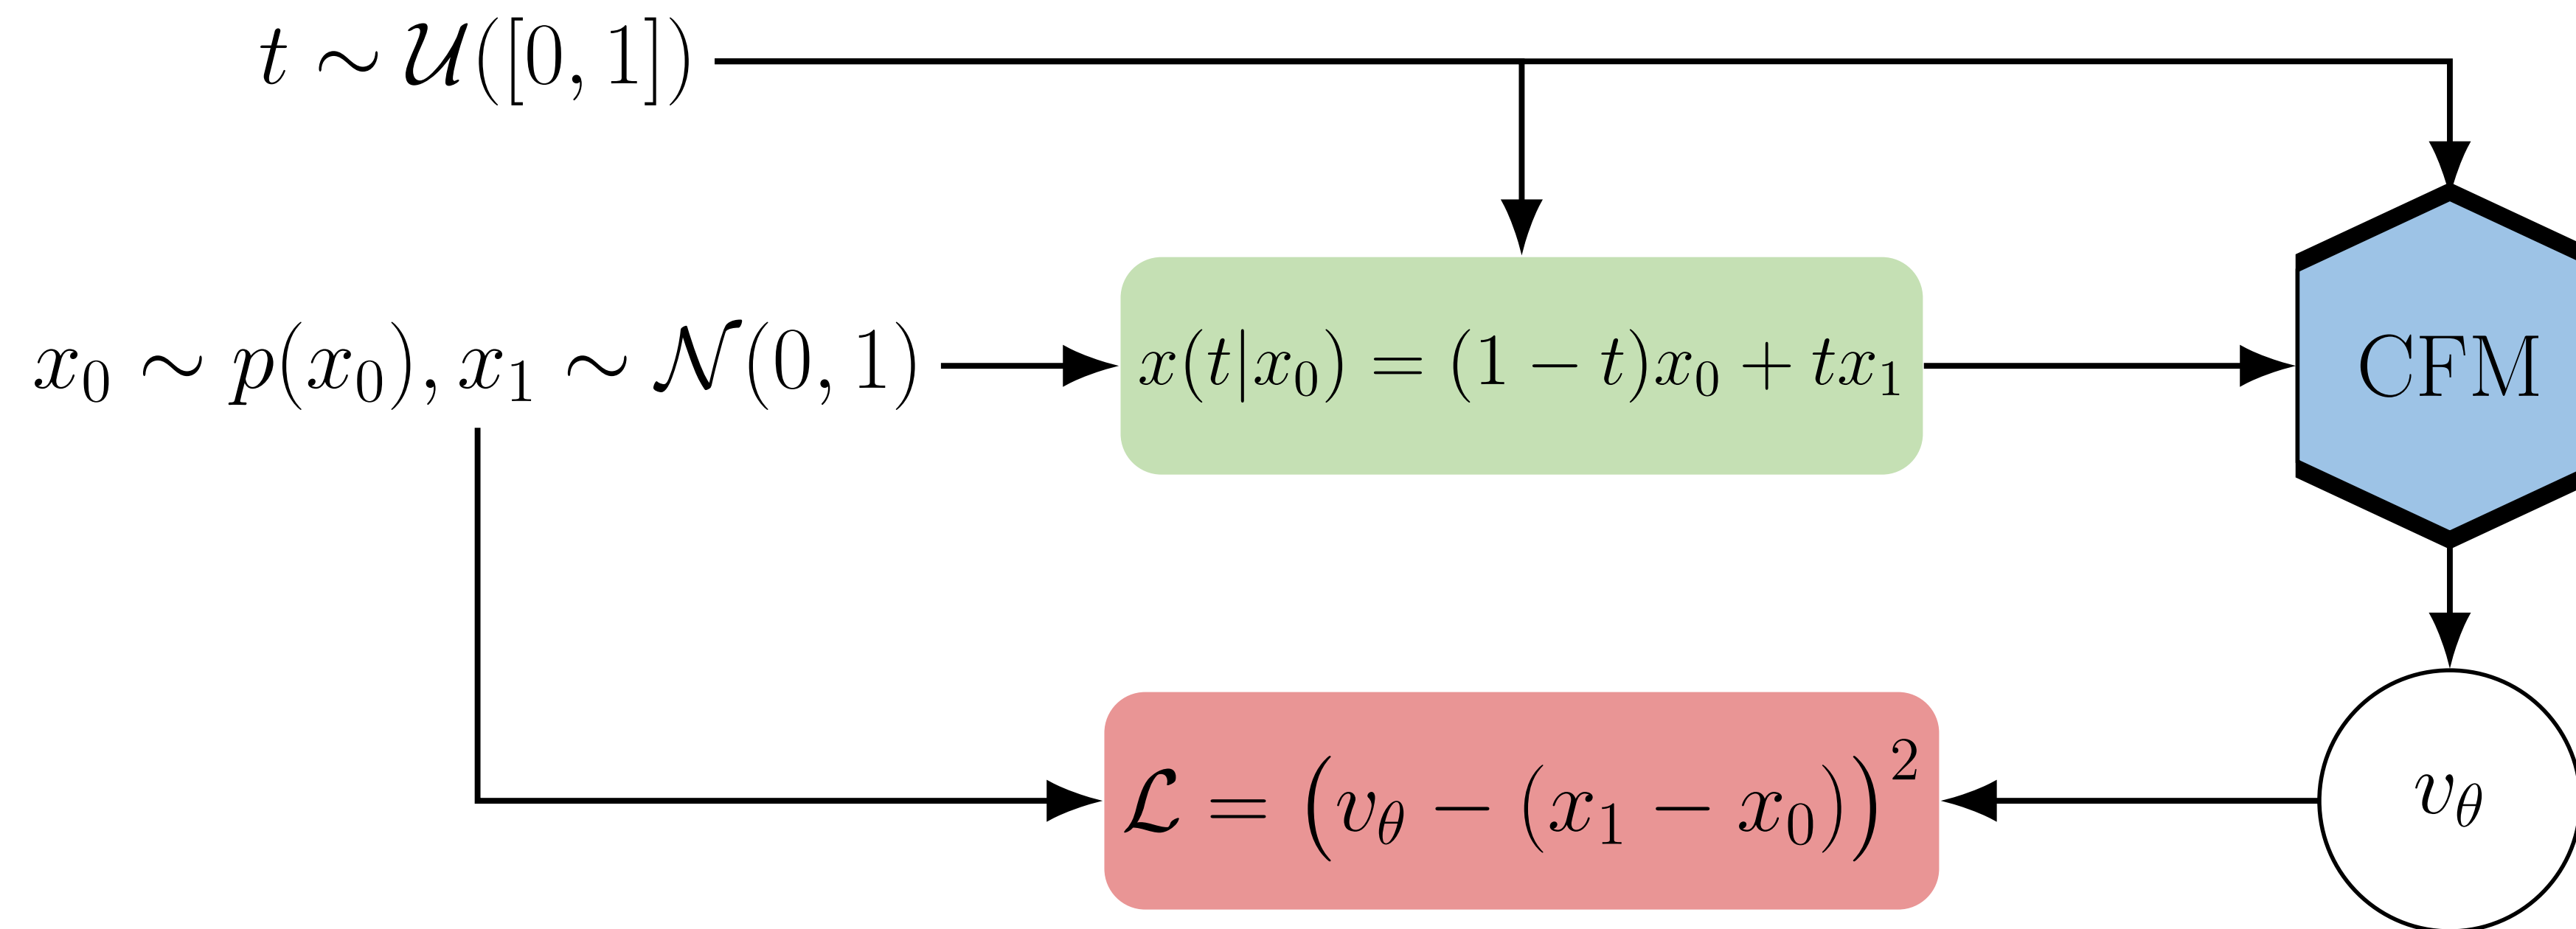 t ∼ 𝒰([0, 1])
x₀ ∼ p(x₀), x₁ ∼ 𝒩(0, 1)
x(t|x₀) = (1 − t)x₀ + tx₁
CFM
ℒ = (v_θ − (x₁ − x₀))²
v_θ